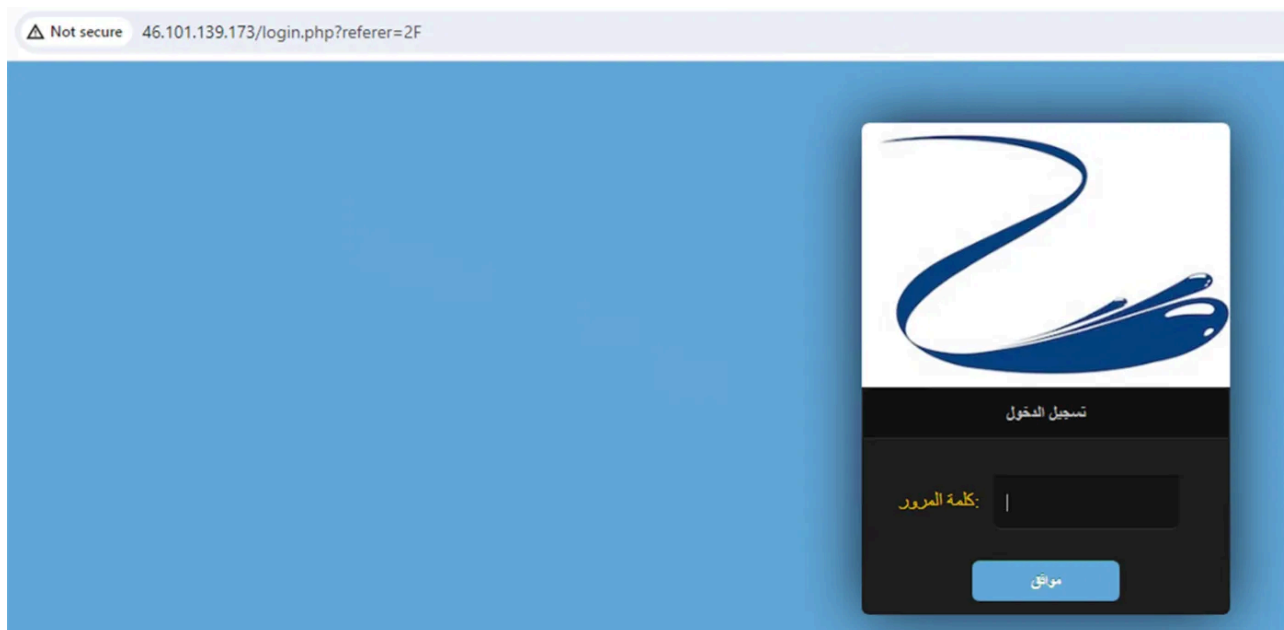 Not secure 46.101.139.173/login.php?referer=2F
تسجيل الدخول
كلمة المرور:
موافق